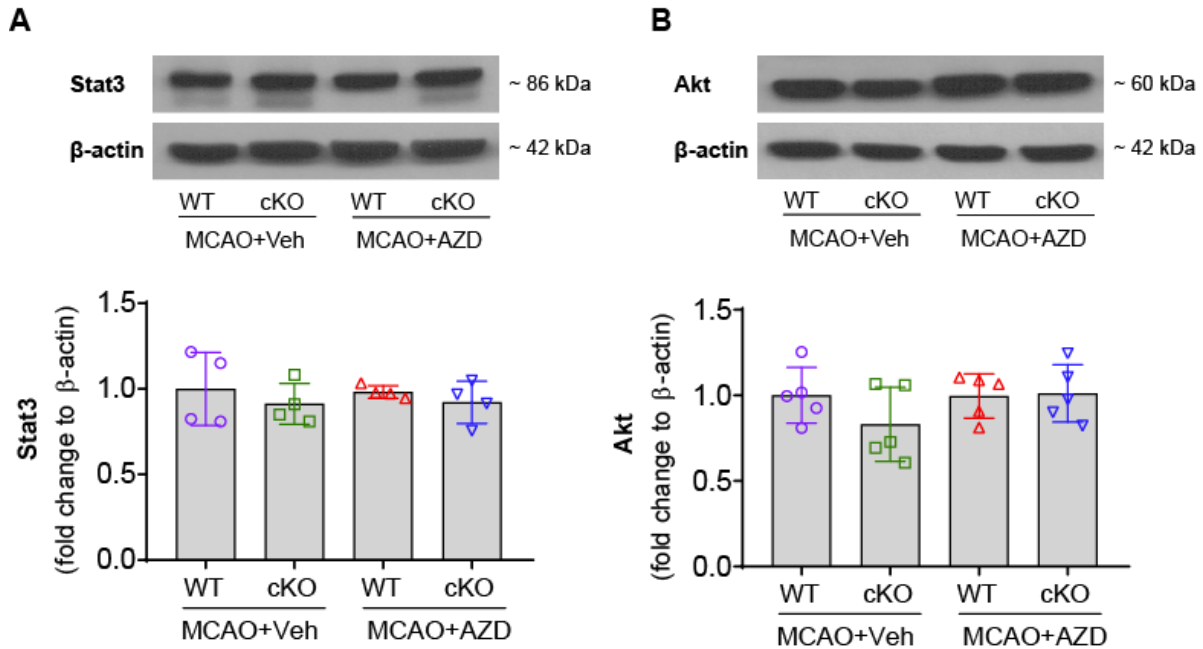 A
Stat3
~ 86 kDa
β-actin
~ 42 kDa
WT cKO WT cKO
MCAO+Veh MCAO+AZD
Stat3
(fold change to β-actin)
1.5
1.0
0.5
0.0
WT cKO WT cKO
MCAO+Veh MCAO+AZD
B
Akt
~ 60 kDa
β-actin
~ 42 kDa
WT cKO WT cKO
MCAO+Veh MCAO+AZD
Akt
(fold change to β-actin)
1.5
1.0
0.5
0.0
WT cKO WT cKO
MCAO+Veh MCAO+AZD